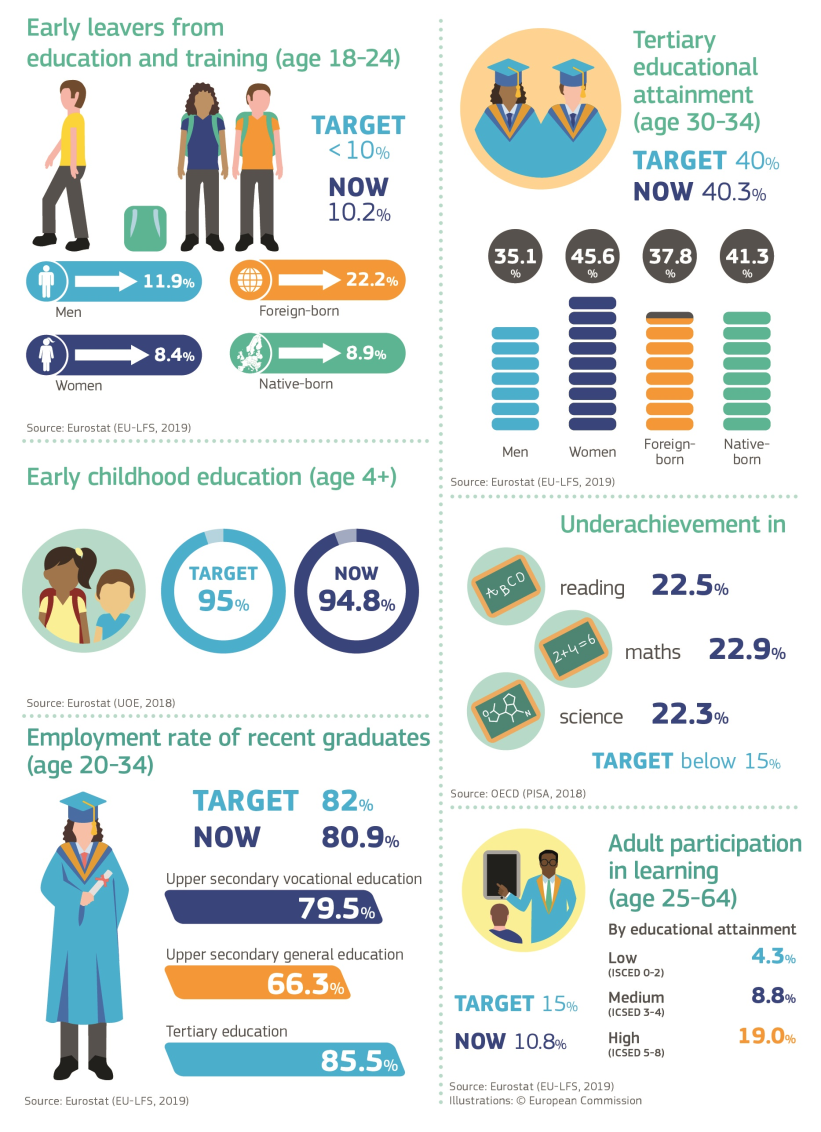 Early leavers from
education and training (age 18-24)
TARGET
< 10%
NOW
10.2%
11.9%
Men
22.2%
Foreign-born
8.4%
Women
8.9%
Native-born
Source: Eurostat (EU-LFS, 2019)
Tertiary
educational
attainment
(age 30-34)
TARGET 40%
NOW 40.3%
35.1
%
45.6
%
37.8
%
41.3
%
Men
Women
Foreign-
born
Native-
born
Source: Eurostat (EU-LFS, 2019)
Early childhood education (age 4+)
TARGET
95%
NOW
94.8%
Source: Eurostat (UOE, 2018)
Underachievement in
ABCD
reading 22.5%
2+4=6
maths 22.9%
O
N
science 22.3%
TARGET below 15%
Source: OECD (PISA, 2018)
Employment rate of recent graduates
(age 20-34)
TARGET 82%
NOW 80.9%
Upper secondary vocational education
79.5%
Upper secondary general education
66.3%
Tertiary education
85.5%
Source: Eurostat (EU-LFS, 2019)
Adult participation
in learning
(age 25-64)
By educational attainment
Low 4.3%
(ISCED 0-2)
Medium 8.8%
(ICSED 3-4)
High 19.0%
(ICSED 5-8)
TARGET 15%
NOW 10.8%
Source: Eurostat (EU-LFS, 2019)
Illustrations: © European Commission